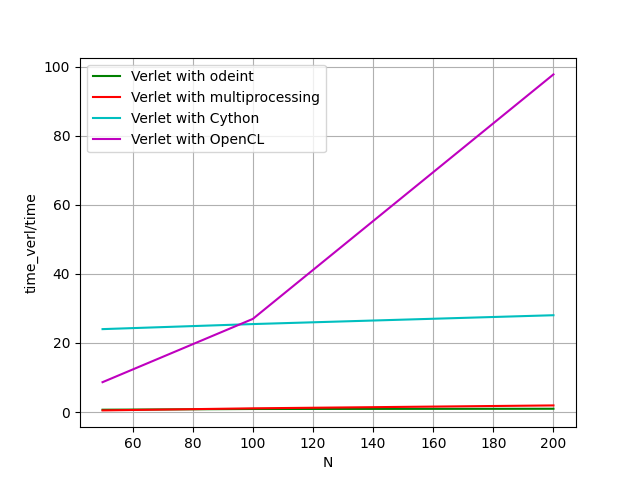 100
80
60
40
20
0
time_verl/time
Verlet with odeint
Verlet with multiprocessing
Verlet with Cython
Verlet with OpenCL
60 80 100 120 140 160 180 200
N